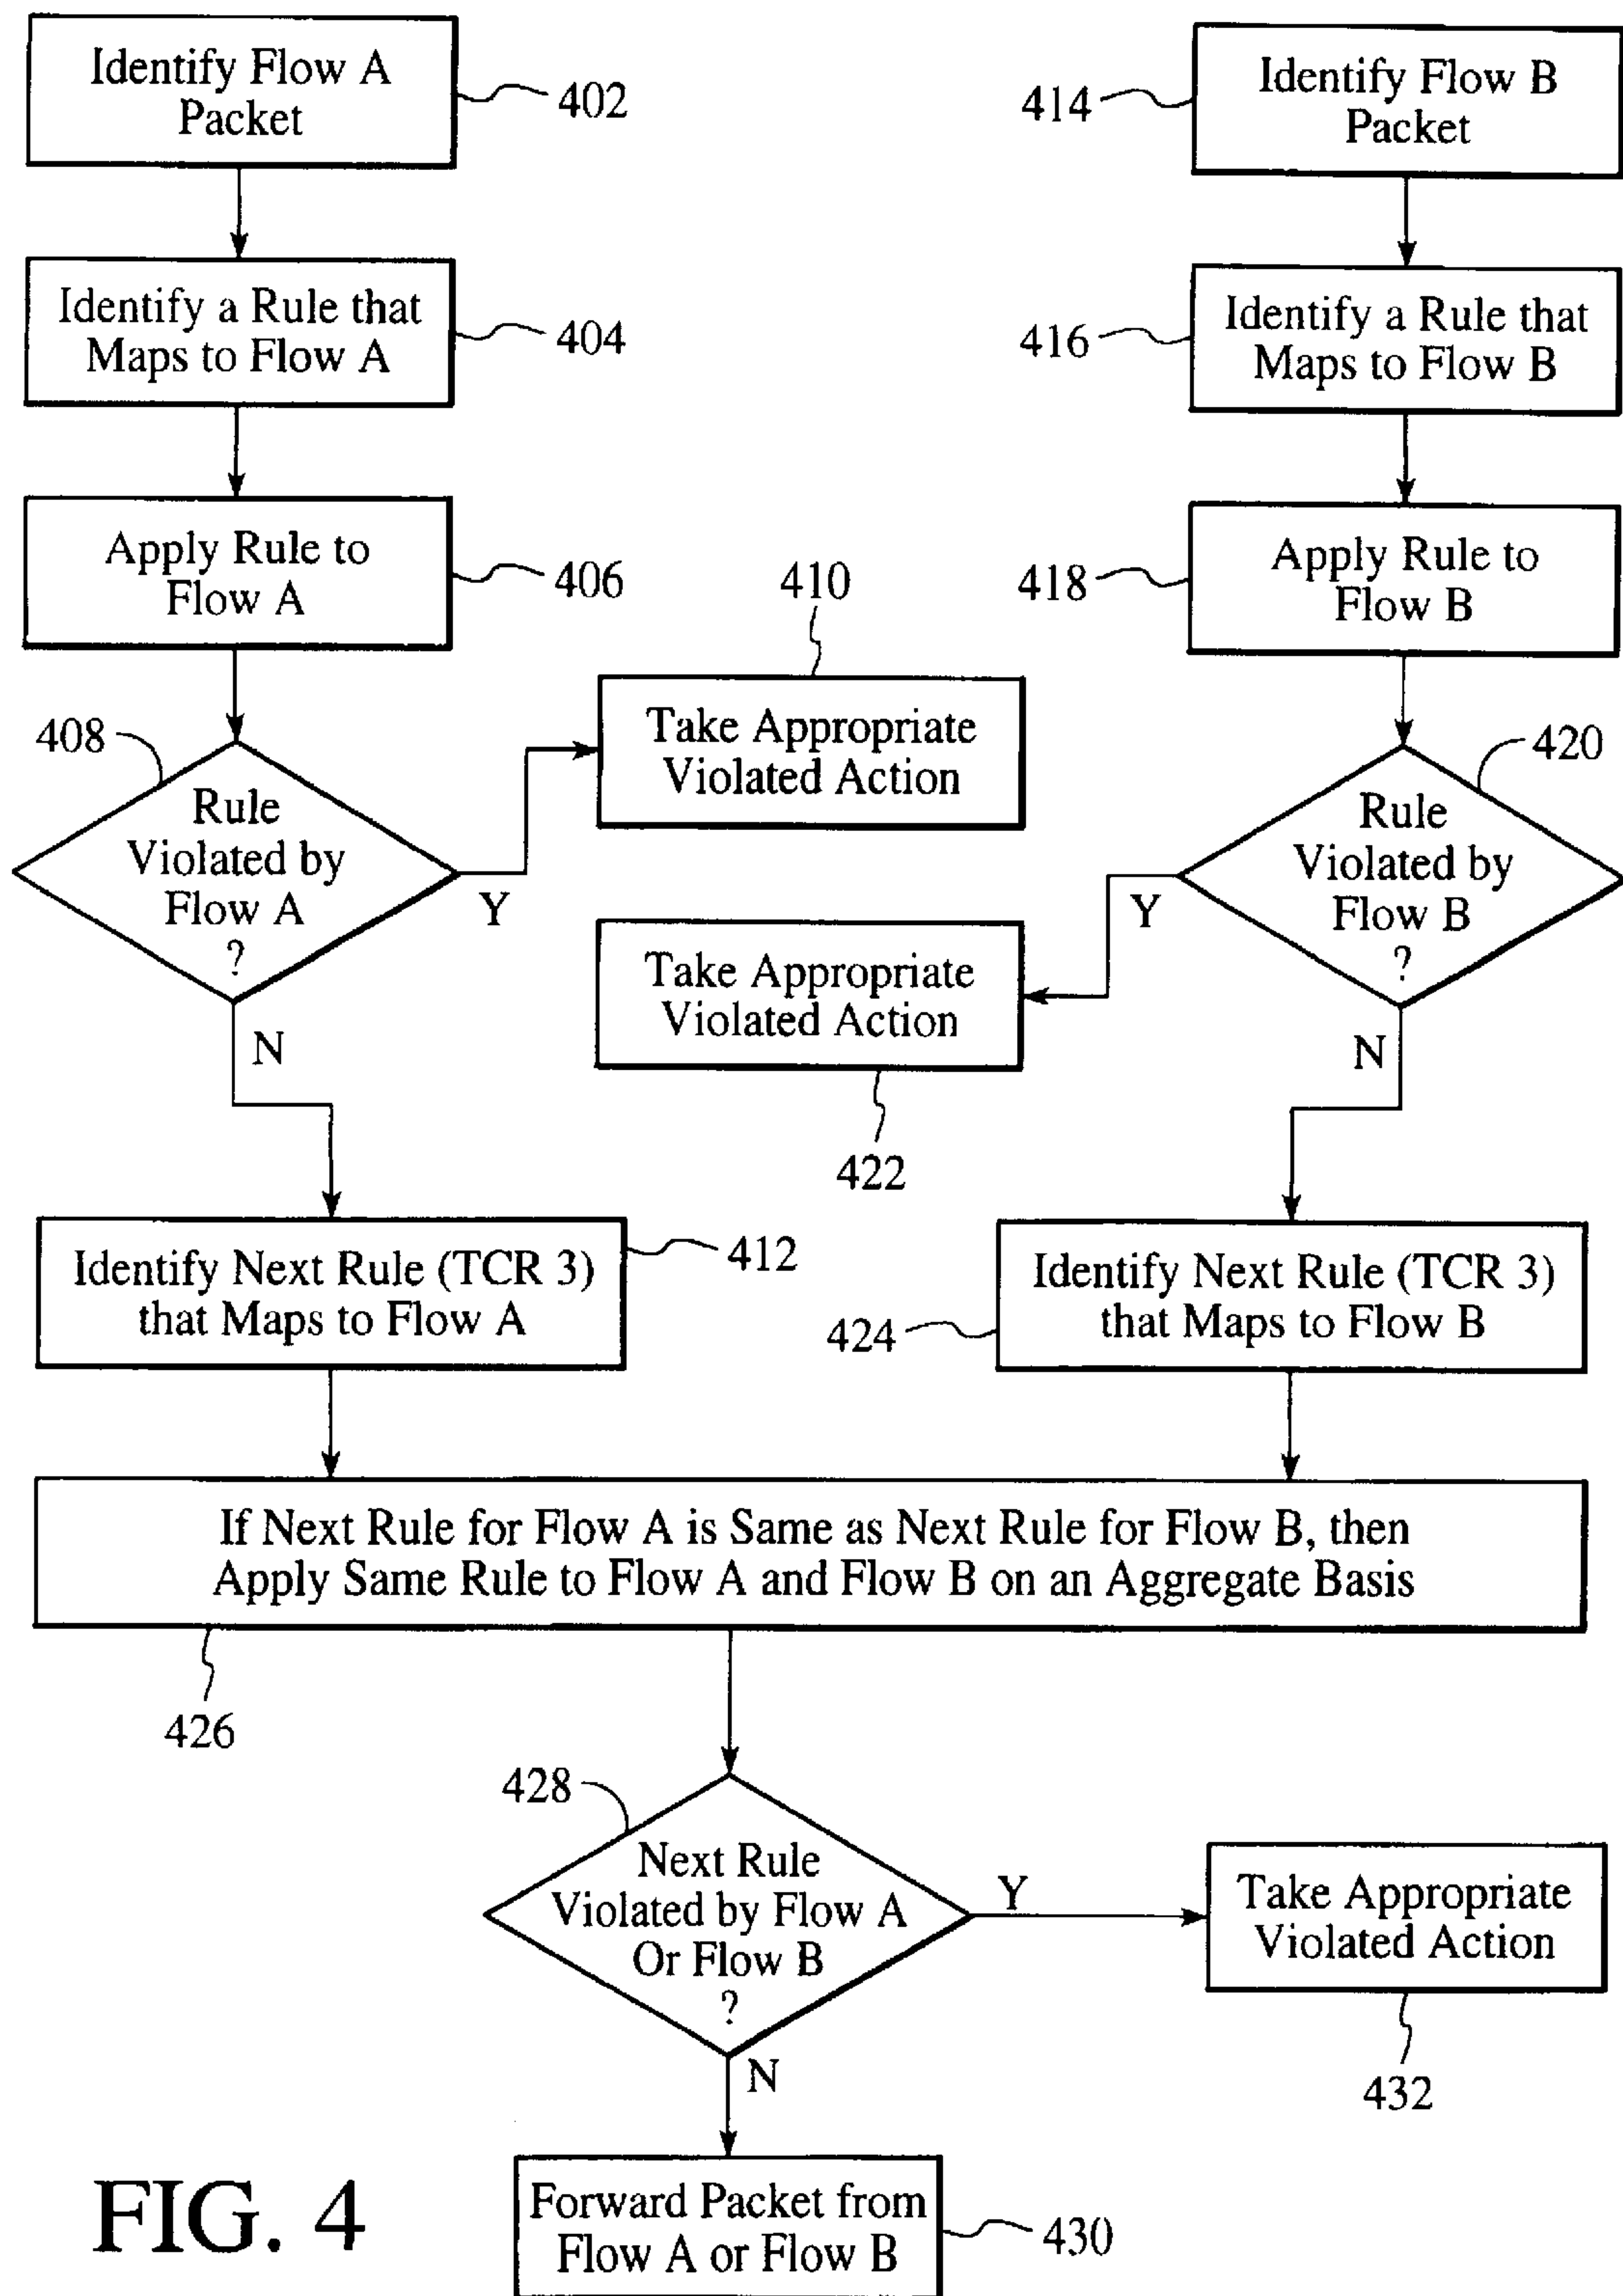 Identify Flow A
Packet
402
Identify a Rule that
Maps to Flow A
404
Apply Rule to
Flow A
406
408
Rule
Violated by
Flow A
?
Y
N
410
Take Appropriate
Violated Action
Identify Next Rule (TCR 3)
that Maps to Flow A
412
414
Identify Flow B
Packet
416
Identify a Rule that
Maps to Flow B
418
Apply Rule to
Flow B
420
Rule
Violated by
Flow B
?
Y
N
Take Appropriate
Violated Action
422
Identify Next Rule (TCR 3)
that Maps to Flow B
424
If Next Rule for Flow A is Same as Next Rule for Flow B, then
Apply Same Rule to Flow A and Flow B on an Aggregate Basis
426
428
Next Rule
Violated by Flow A
Or Flow B
?
Y
N
Take Appropriate
Violated Action
432
Forward Packet from
Flow A or Flow B
430
FIG. 4